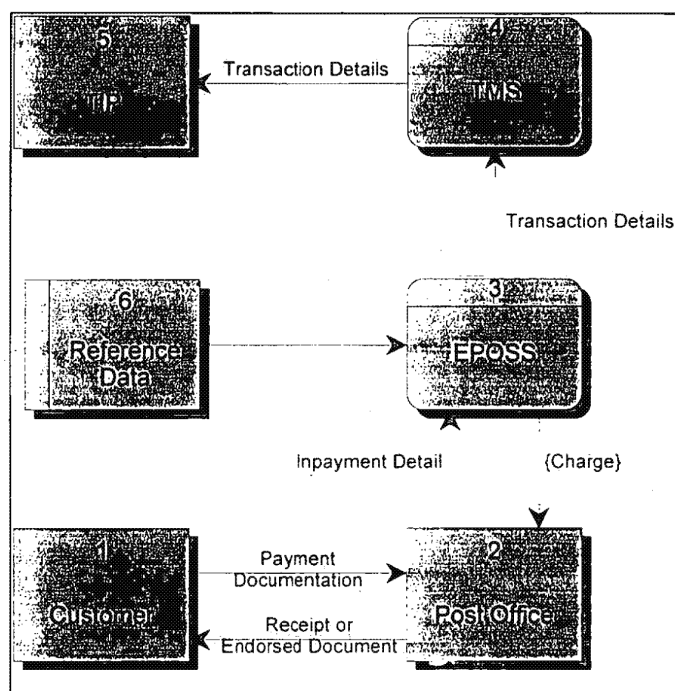 5
TIP
Transaction Details
4
TMS
Transaction Details
6
Reference
Data
3
EPOSS
Inpayment Detail
{Charge}
1
Customer
Payment
Documentation
Receipt or
Endorsed Document
2
Post Office